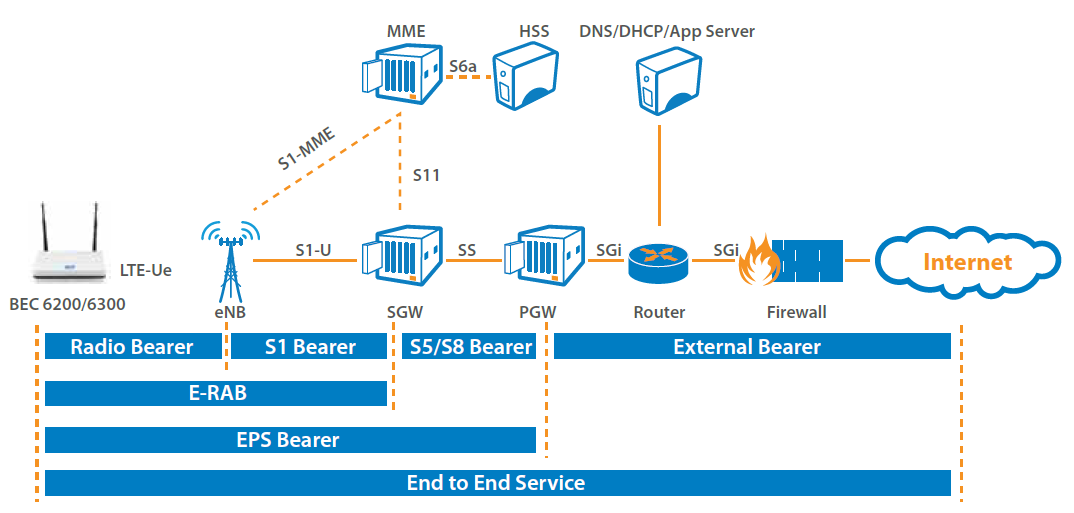 MME
HSS
DNS/DHCP/App Server
S6a
S1-MME
S11
LTE-Ue
S1-U
SS
SGi
SGi
Internet
BEC 6200/6300
eNB
SGW
PGW
Router
Firewall
Radio Bearer
S1 Bearer
S5/S8 Bearer
External Bearer
E-RAB
EPS Bearer
End to End Service